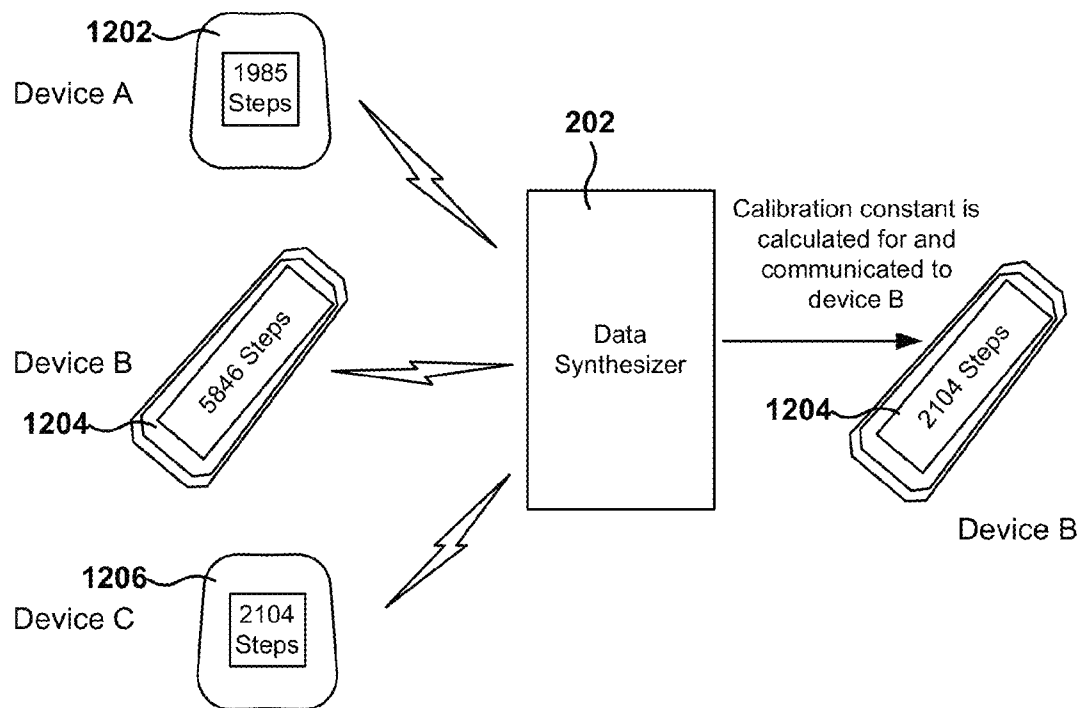 1202
Device A
1985
Steps
202
Calibration constant is
calculated for and
communicated to
device B
Device B
5846 Steps
1204
Data
Synthesizer
1204
2104 Steps
Device B
1206
Device C
2104
Steps